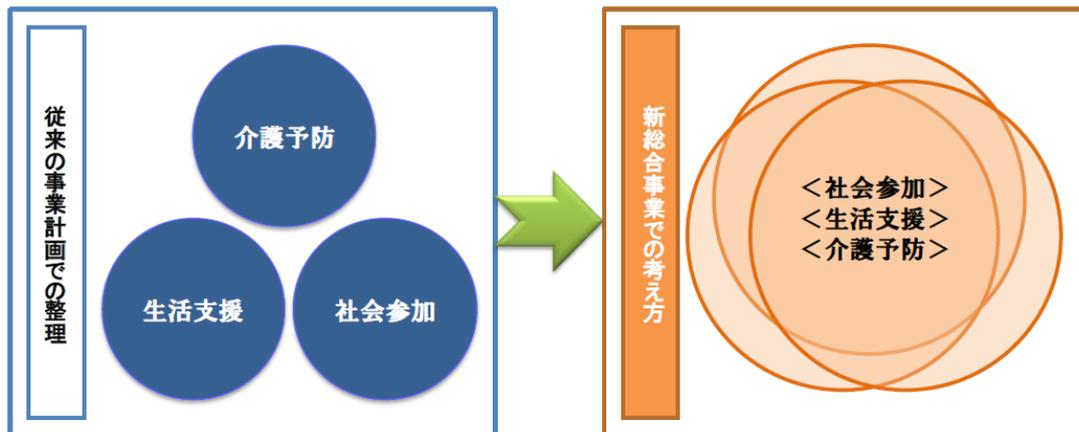 従来の事業計画での整理
介護予防
生活支援
社会参加
新総合事業での考え方
＜社会参加＞
＜生活支援＞
＜介護予防＞